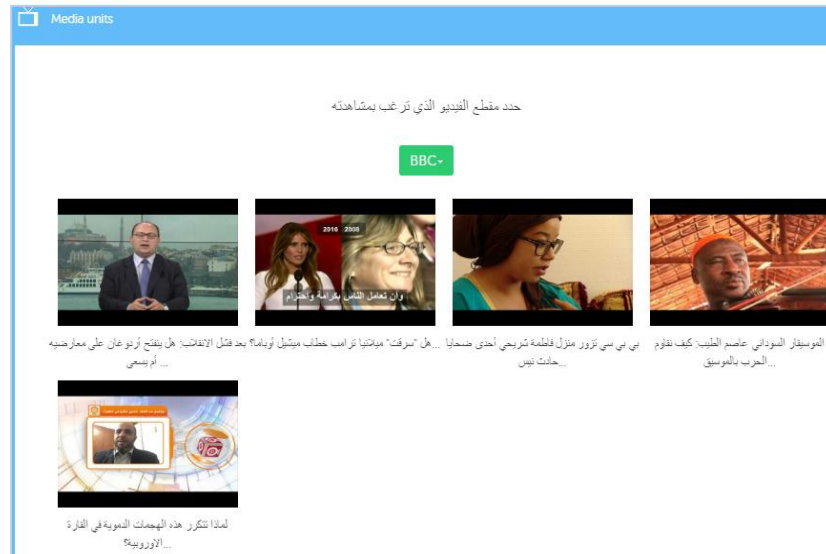 Media units
حدد مقطع الفيديو الذي ترغب بمشاهدته
BBC
2016 2008
وأن تعامل الناس بكرامة واحترام
بعد فشل الانقلاب: هل ينفتح أردوغان على معارضيه
... أم يسعى
هل "سرقت" ميلانيا ترامب خطاب ميشيل أوباما؟...
بي بي سي تزور منزل فاطمة شريحي أحدى ضحايا
...حادث نيس
الموسيقار السوداني عاصم الطيب: كيف نقاوم
...الحرب بالموسيق
لماذا تتكرر هذه الهجمات الدموية في القارة
...الاوروبية؟